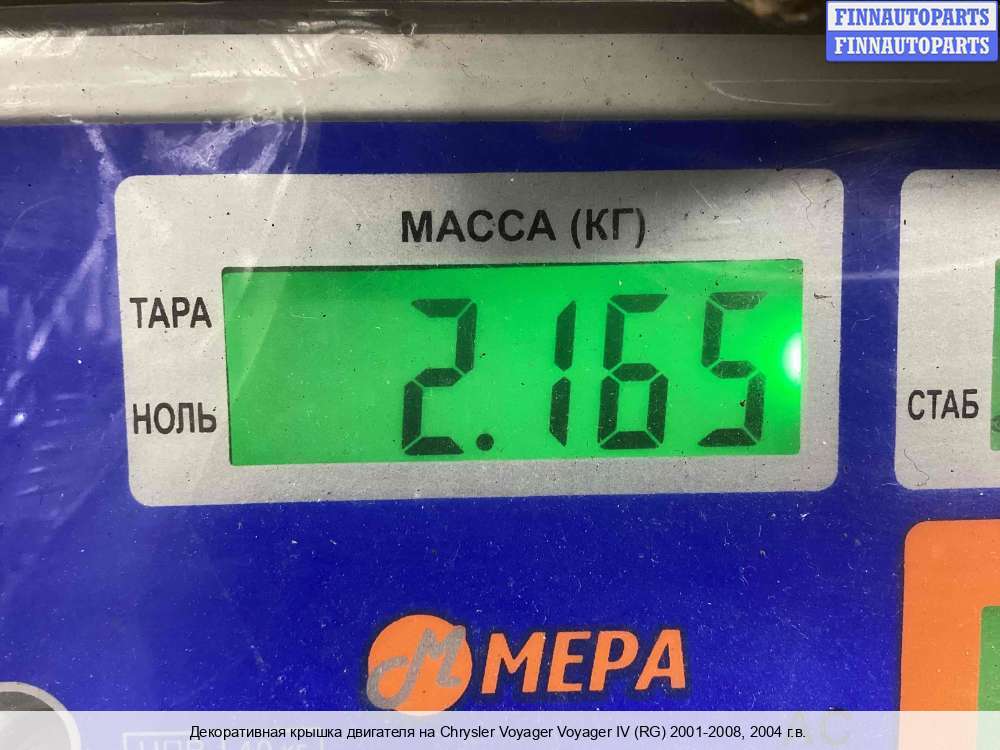 FINNAUTOPARTS
FINNAUTOPARTS
МАССА (КГ)
ТАРА
2.165
НОЛЬ
СТАБ
М МЕРА
Декоративная крышка двигателя на Chrysler Voyager Voyager IV (RG) 2001-2008, 2004 г.в.